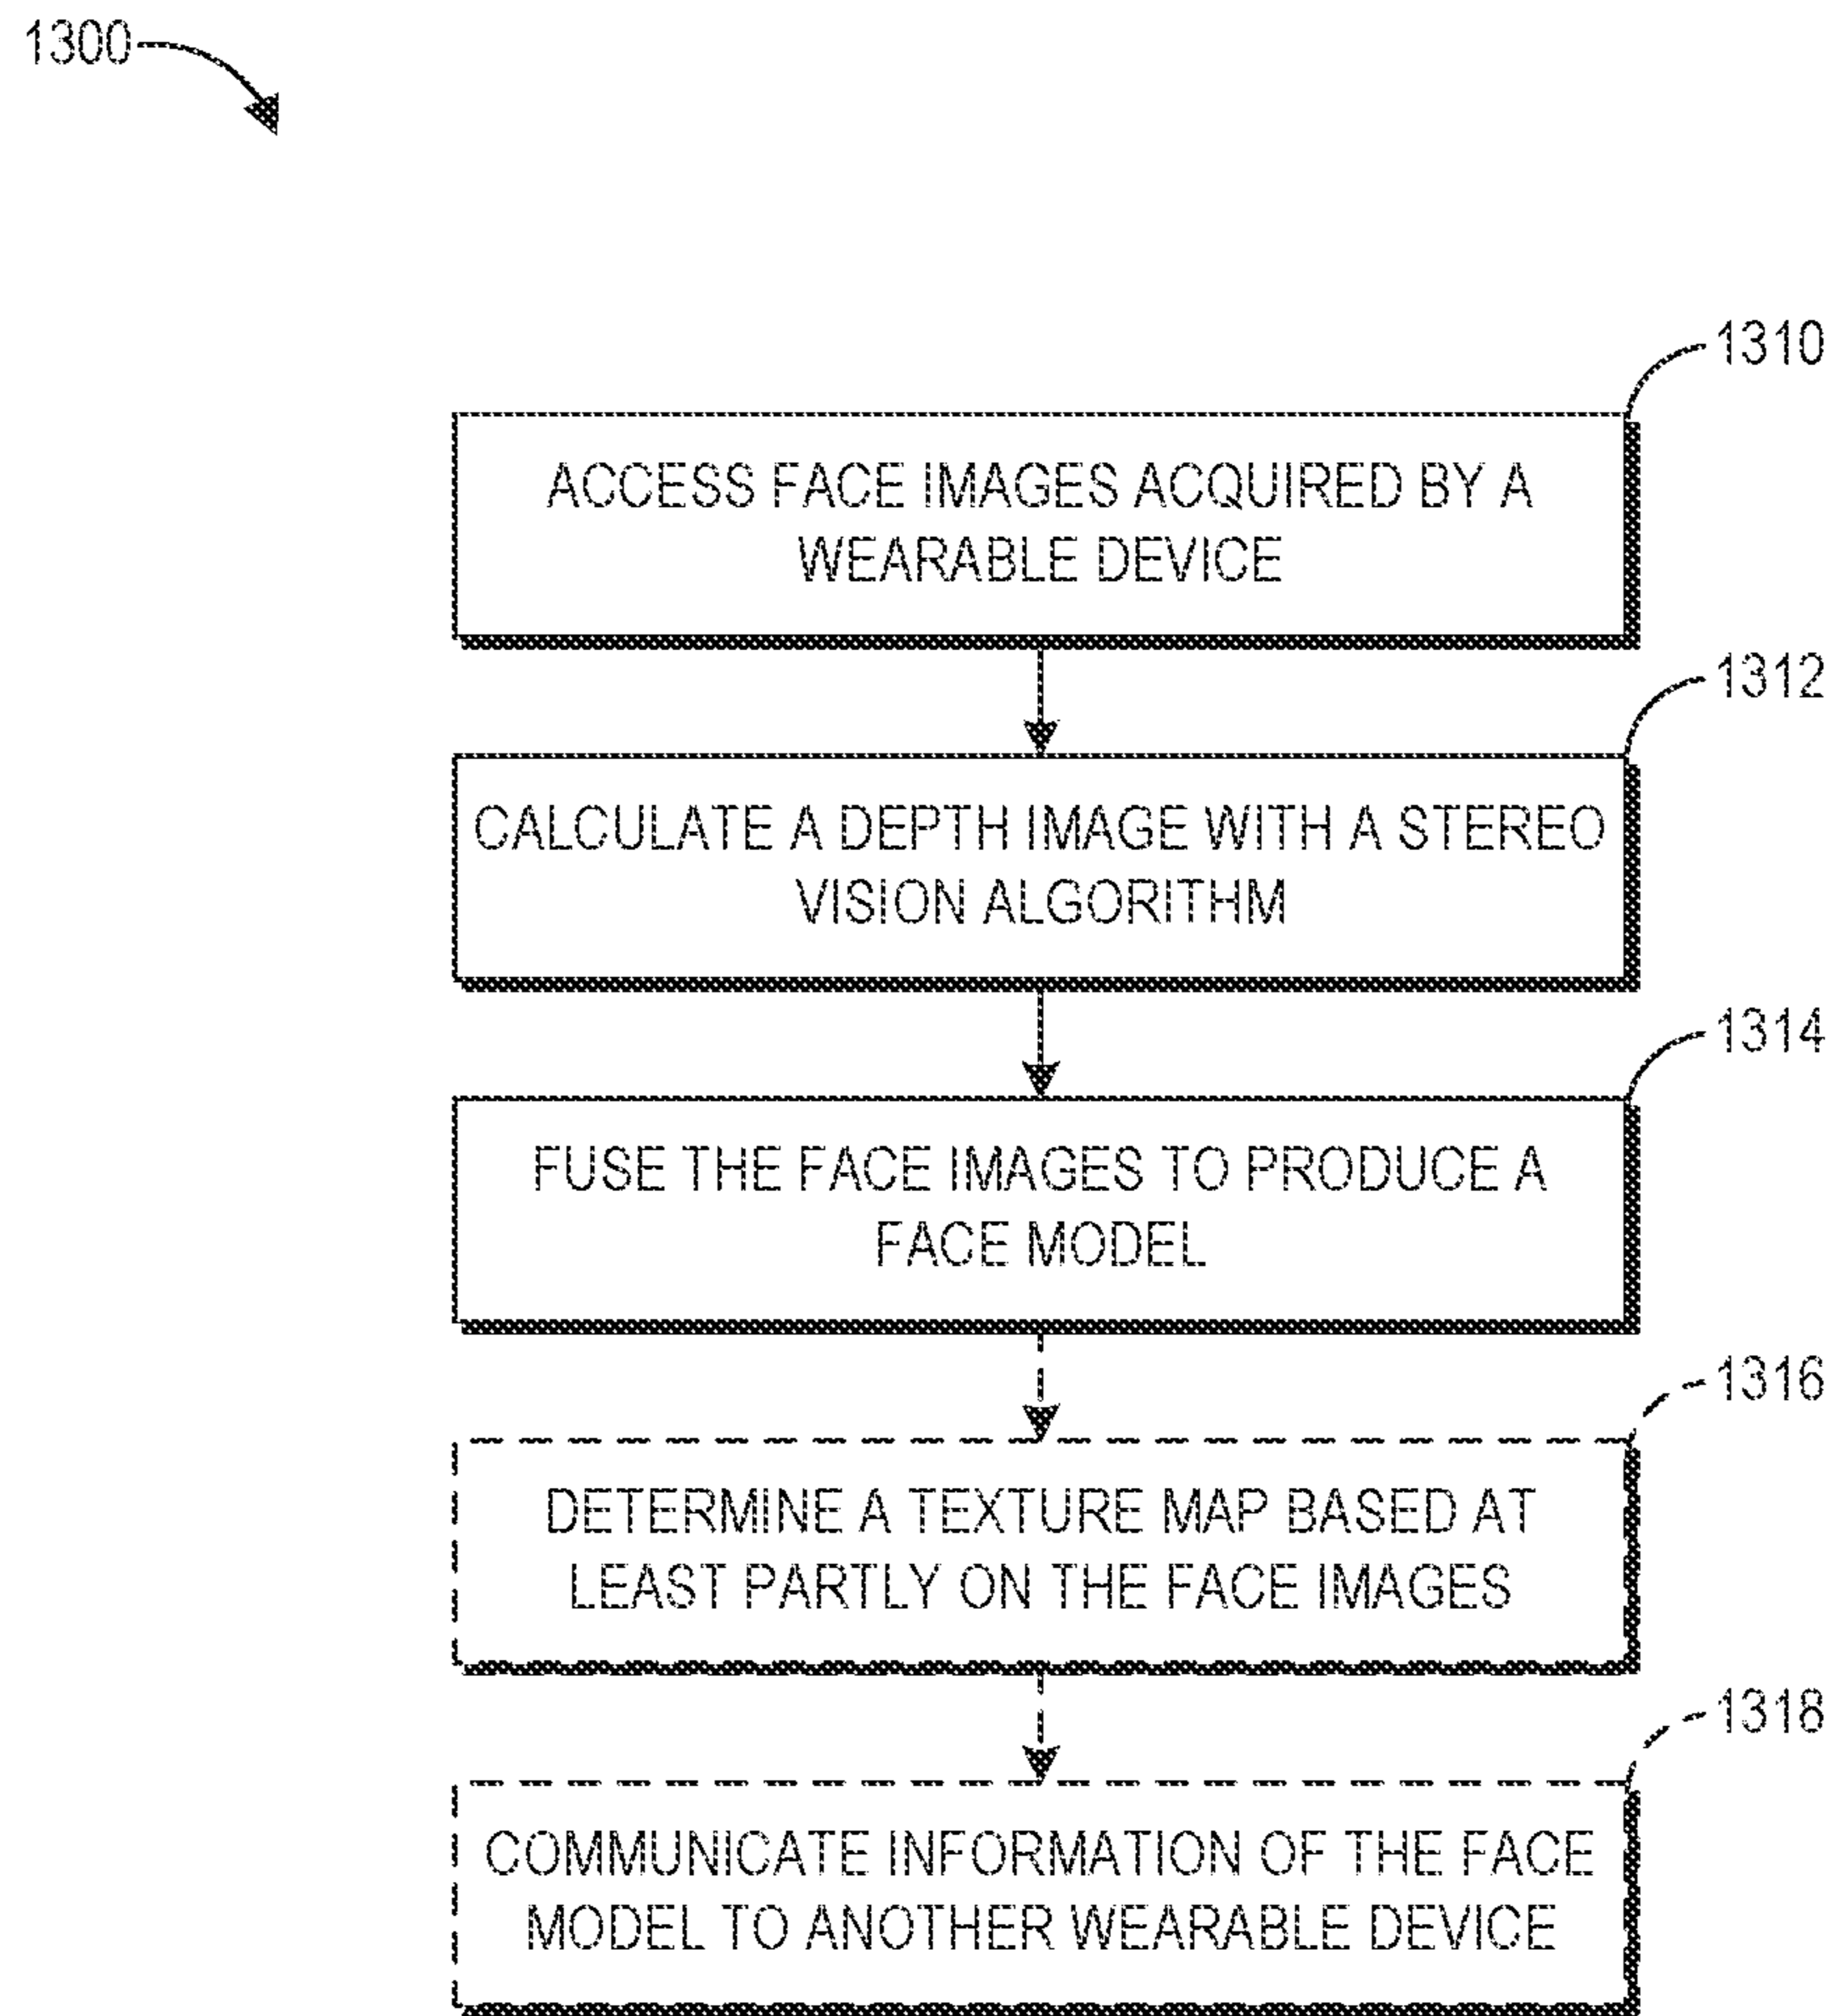 1300
1310
ACCESS FACE IMAGES ACQUIRED BY A
WEARABLE DEVICE
1312
CALCULATE A DEPTH IMAGE WITH A STEREO
VISION ALGORITHM
1314
FUSE THE FACE IMAGES TO PRODUCE A
FACE MODEL
1316
DETERMINE A TEXTURE MAP BASED AT
LEAST PARTLY ON THE FACE IMAGES
1318
COMMUNICATE INFORMATION OF THE FACE
MODEL TO ANOTHER WEARABLE DEVICE